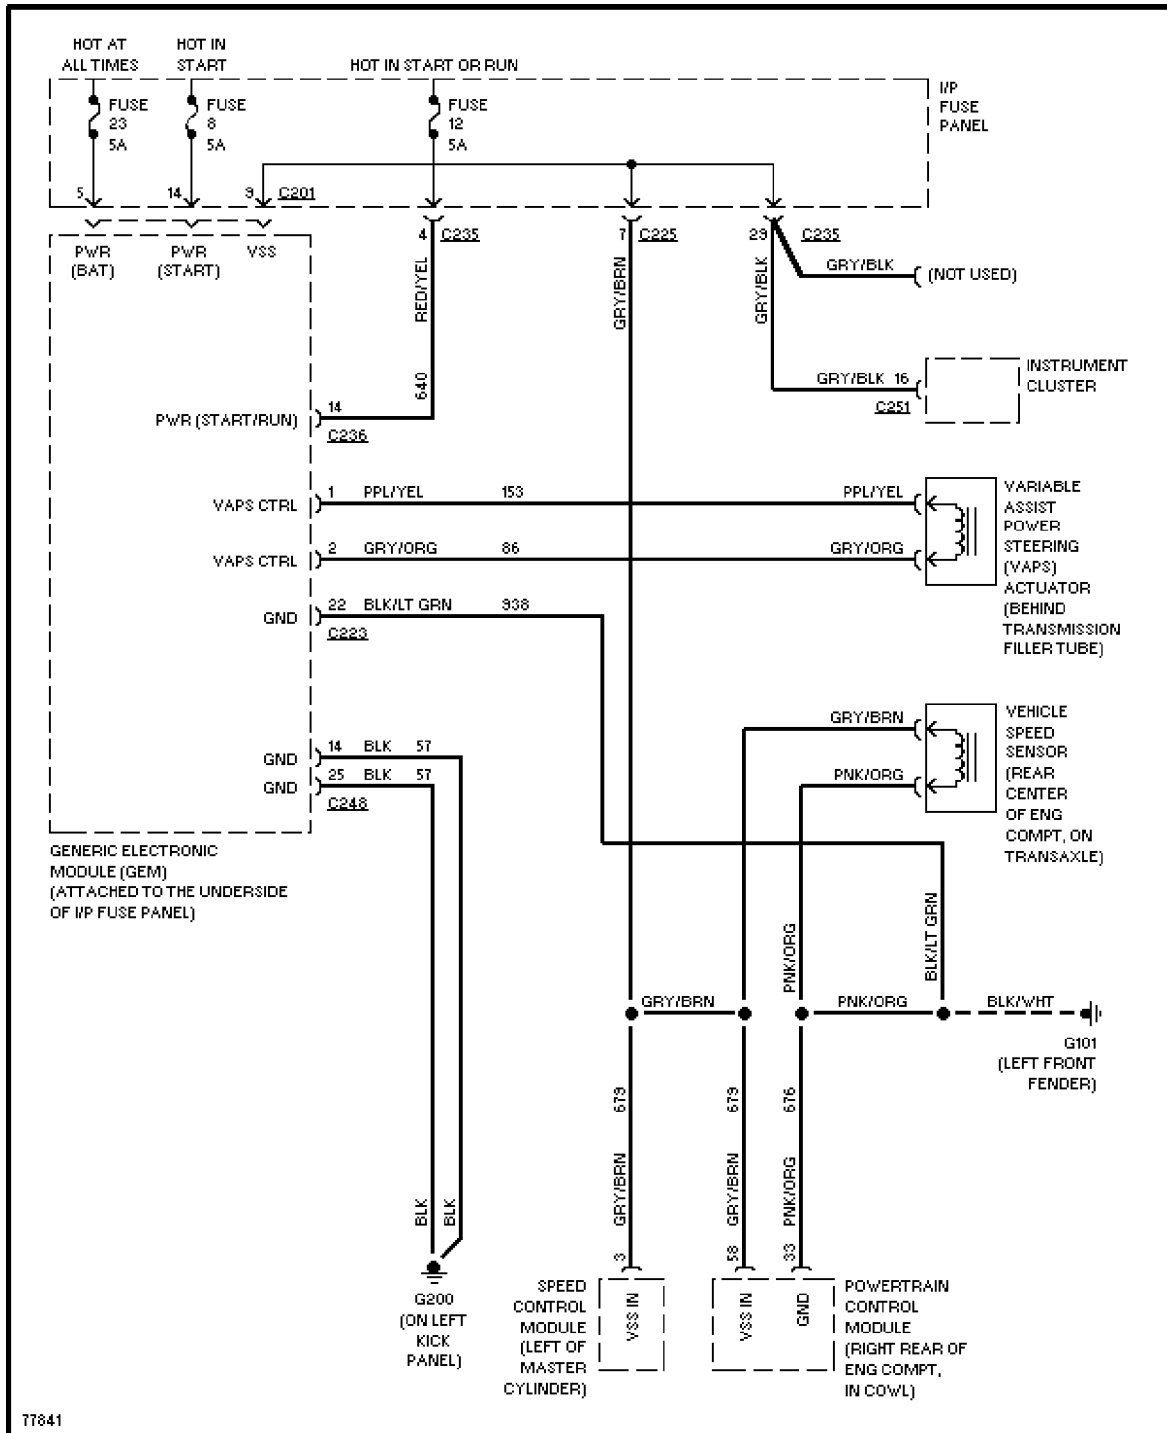 HOT AT
ALL TIMES
HOT IN
START
HOT IN START OR RUN
I/P
FUSE
PANEL
FUSE
23
5A
FUSE
8
5A
FUSE
12
5A
5
14
9
C201
4
C235
7
C225
29
C235
PWR
(BAT)
PWR
(START)
VSS
RED/YEL
640
GRY/BRN
GRY/BLK
GRY/BLK
(NOT USED)
GRY/BLK 16
C251
INSTRUMENT
CLUSTER
PWR (START/RUN)
14
C236
VAPS CTRL
1
PPL/YEL
153
PPL/YEL
VAPS CTRL
2
GRY/ORG
86
GRY/ORG
VARIABLE
ASSIST
POWER
STEERING
(VAPS)
ACTUATOR
(BEHIND
TRANSMISSION
FILLER TUBE)
GND
22
BLK/LT GRN
938
C223
GRY/BRN
PNK/ORG
VEHICLE
SPEED
SENSOR
(REAR
CENTER
OF ENG
COMPT, ON
TRANSAXLE)
GND
14
BLK
57
GND
25
BLK
57
C248
GENERIC ELECTRONIC
MODULE (GEM)
(ATTACHED TO THE UNDERSIDE
OF I/P FUSE PANEL)
PNK/ORG
BLK/LT GRN
GRY/BRN
PNK/ORG
BLK/WHT
G101
(LEFT FRONT
FENDER)
679
679
676
GRY/BRN
GRY/BRN
PNK/ORG
BLK
BLK
3
58
33
G200
(ON LEFT
KICK
PANEL)
SPEED
CONTROL
MODULE
(LEFT OF
MASTER
CYLINDER)
VSS IN
VSS IN
GND
POWERTRAIN
CONTROL
MODULE
(RIGHT REAR OF
ENG COMPT,
IN COWL)
77841